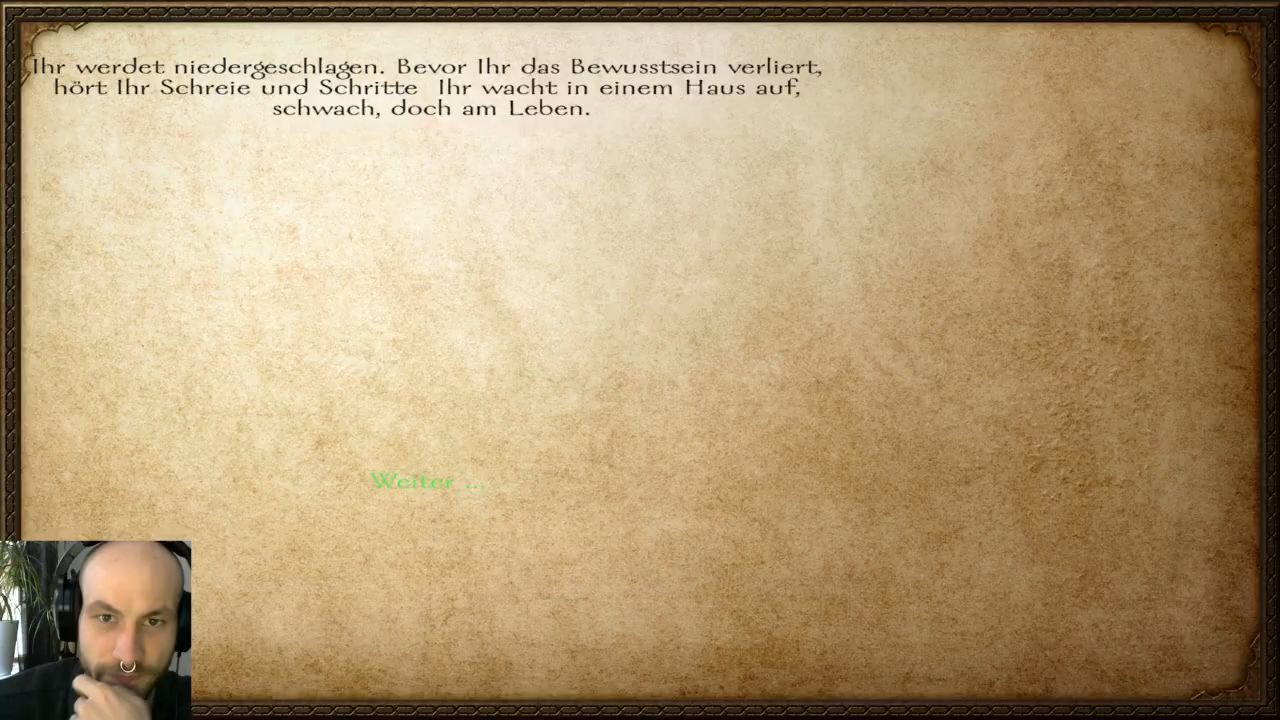 Ihr werdet niedergeschlagen. Bevor Ihr das Bewusstsein verliert,
hört Ihr Schreie und Schritte  Ihr wacht in einem Haus auf,
schwach, doch am Leben.
Weiter ...